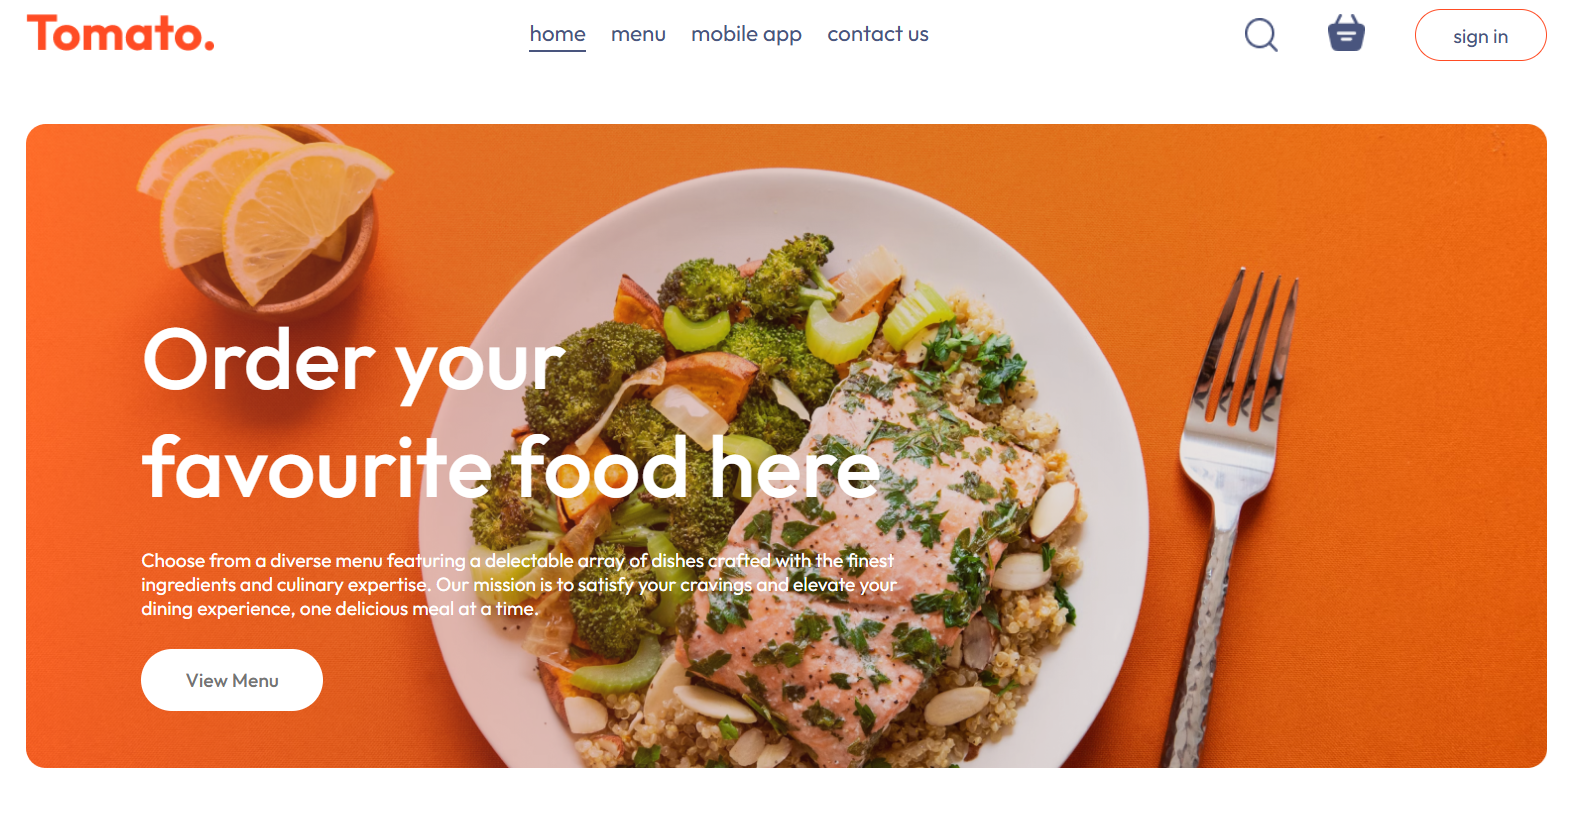 Tomato.
home menu mobile app contact us
sign in
Order your
favourite food here
Choose from a diverse menu featuring a delectable array of dishes crafted with the finest
ingredients and culinary expertise. Our mission is to satisfy your cravings and elevate your
dining experience, one delicious meal at a time.
View Menu